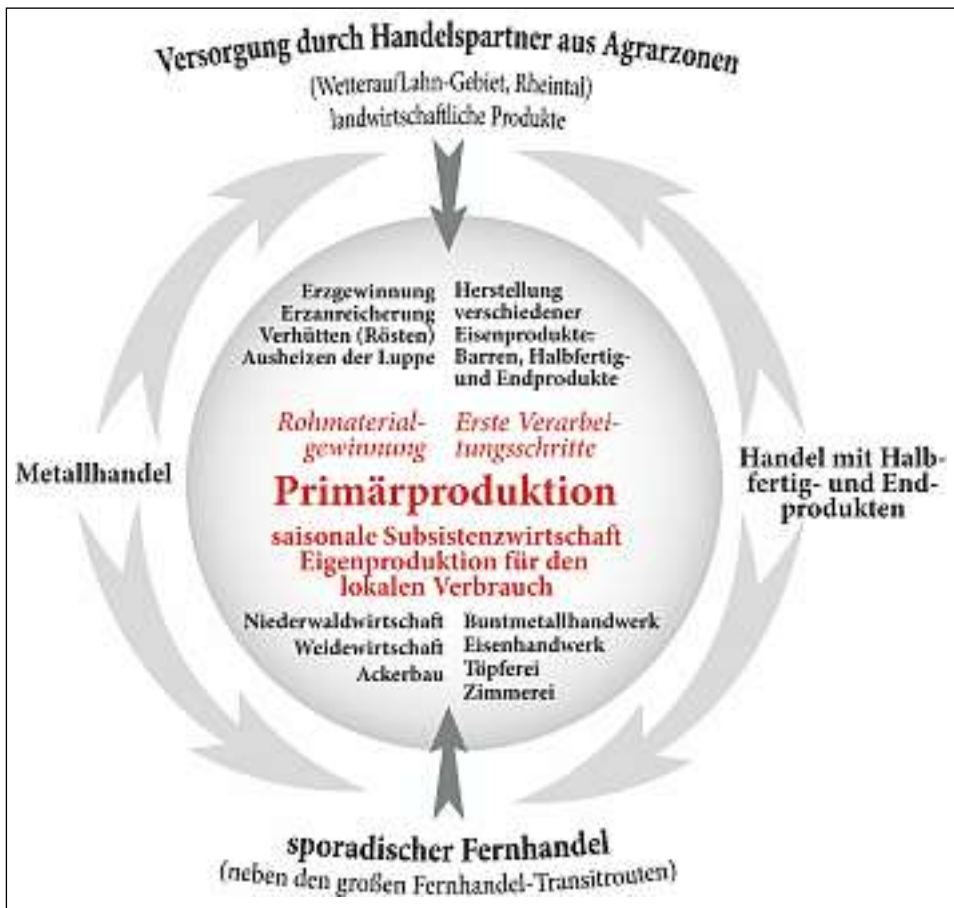 Versorgung durch Handelspartner aus Agrarzonen
(Wetterau/Lahn-Gebiet, Rheintal)
landwirtschaftliche Produkte
Erzgewinnung
Erzanreicherung
Verhütten (Rösten)
Ausheizen der Luppe
Herstellung
verschiedener
Eisenprodukte:
Barren, Halbfertig-
und Endprodukte
Rohmaterial-
gewinnung
Erste Verarbei-
tungsschritte
Metallhandel
Handel mit Halb-
fertig- und End-
produkten
Primärproduktion
saisonale Subsistenzwirtschaft
Eigenproduktion für den
lokalen Verbrauch
Niederwaldwirtschaft
Weidewirtschaft
Ackerbau
Buntmetallhandwerk
Eisenhandwerk
Töpferei
Zimmerei
sporadischer Fernhandel
(neben den großen Fernhandel-Transitrouten)